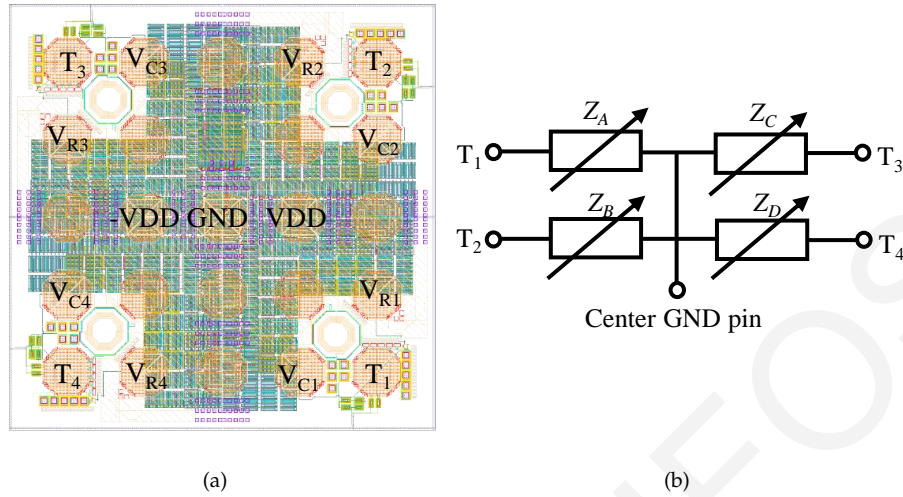 T3 VC3 VR2 T2
VR3 VC2
-VDD GND VDD
VC4 VR1
T4 VR4 VC1 T1
ZA ZC
T1 T3
ZB ZD
T2 T4
Center GND pin
(a) (b)